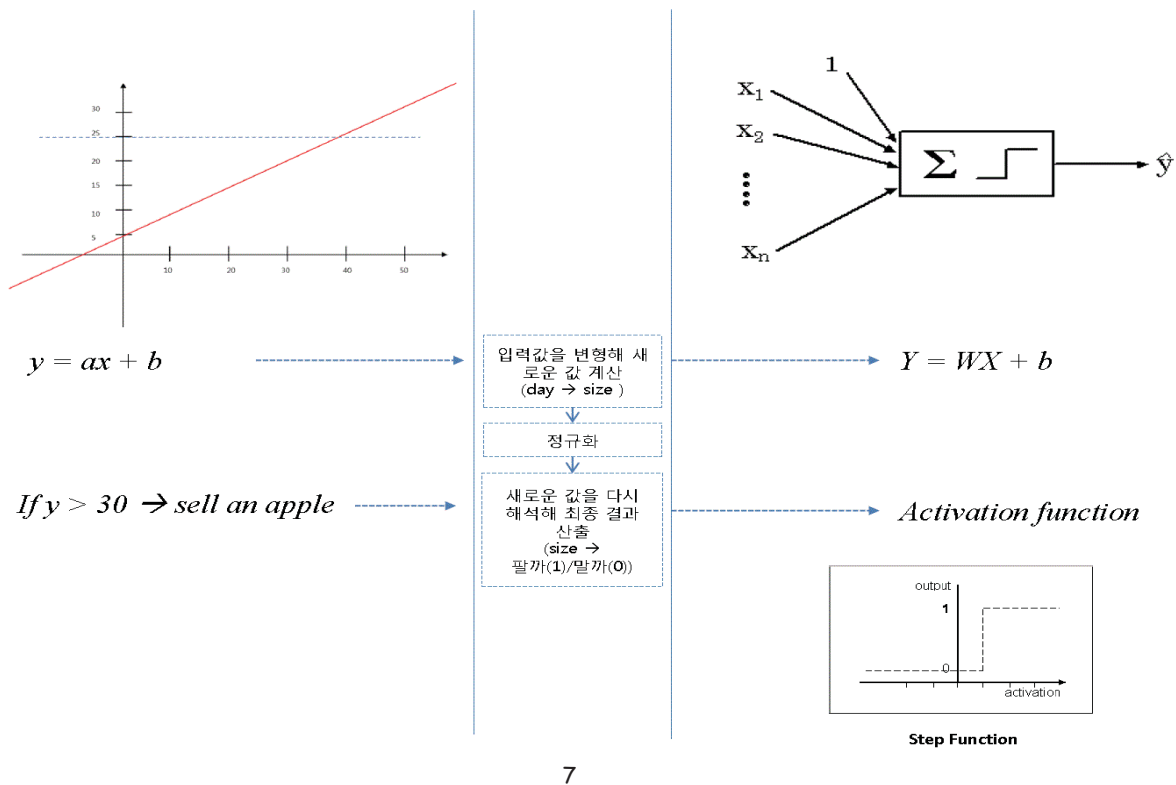 30
25
20
15
10
5
10
20
30
40
50
1
x₁
x₂
xₙ
Σ
ŷ
y = ax + b
입력값을 변형해 새
로운 값 계산
(day → size )
Y = WX + b
정규화
If y > 30 → sell an apple
새로운 값을 다시
해석해 최종 결과
산출
(size →
팔까(1)/말까(0))
Activation function
output
1
0
activation
Step Function
7